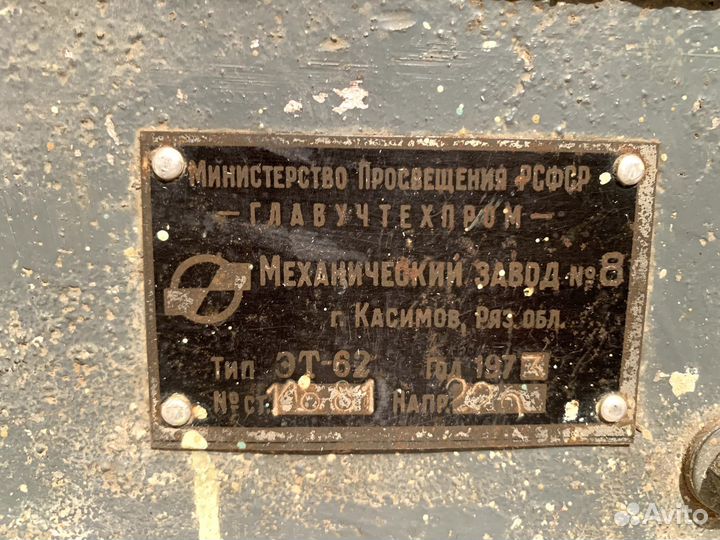 Министерство Просвещения РСФСР
— ГЛАВУЧТЕХПРОМ —
Механический завод № 8
г. Касимов, Ряз. обл.
Тип ЭТ-62 Год 197
№ ст. Напр.
Avito